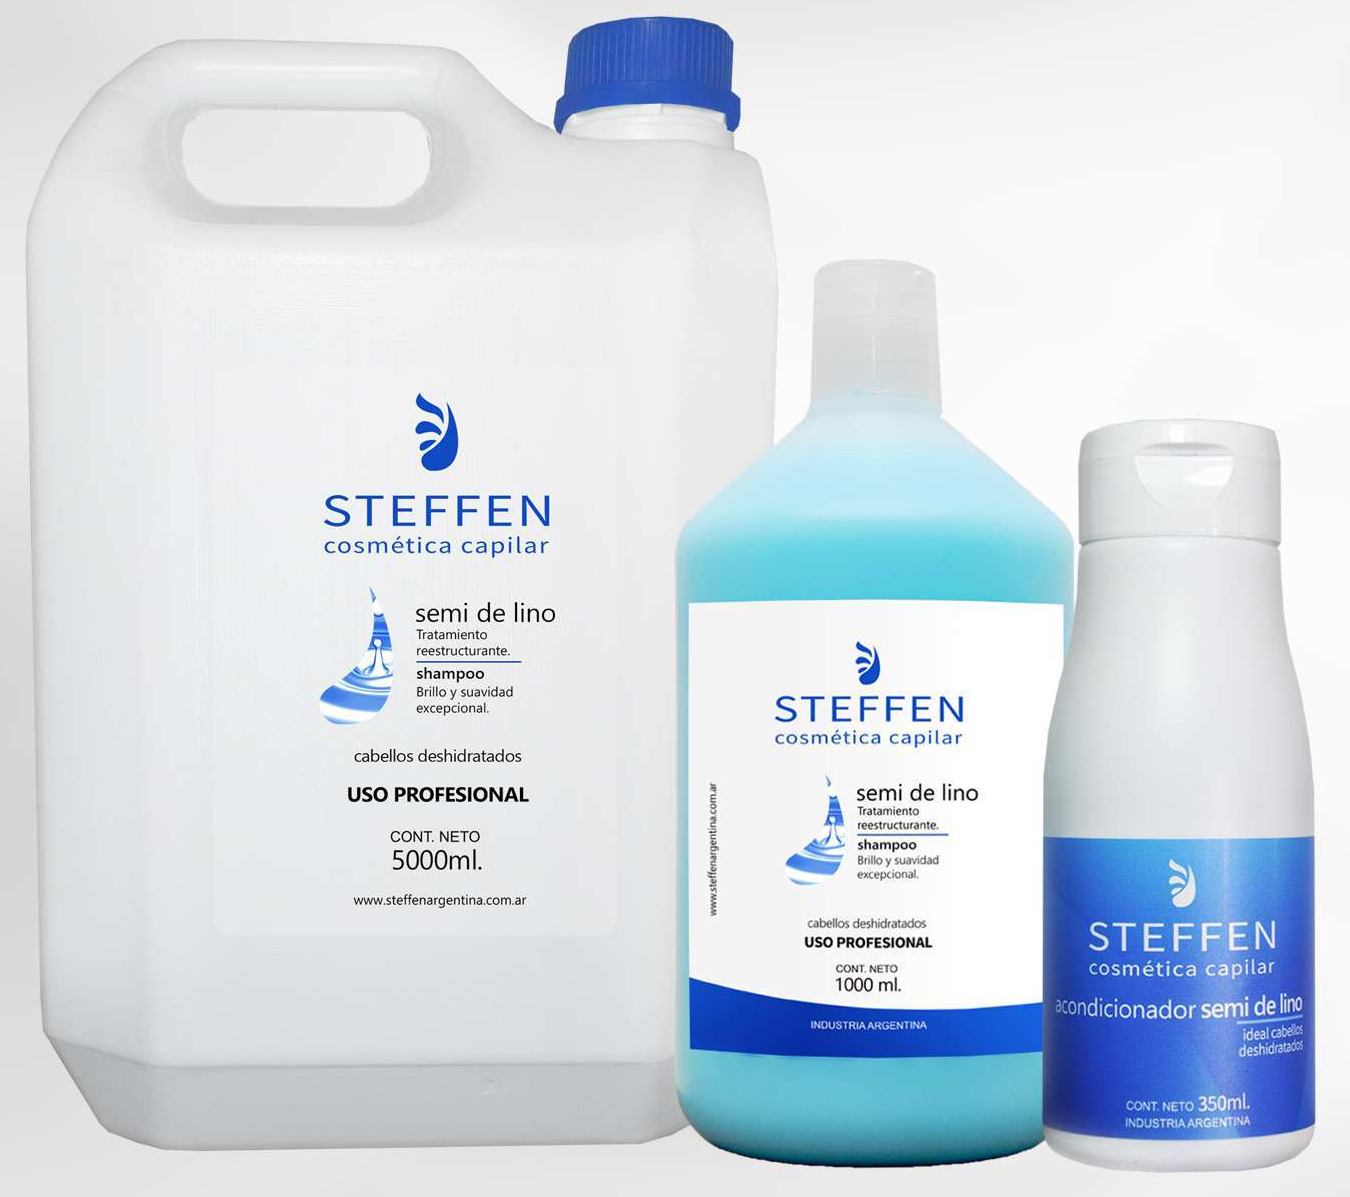 STEFFEN
cosmética capilar
semi de lino
Tratamiento
reestructurante.
shampoo
Brillo y suavidad
excepcional.
cabellos deshidratados
USO PROFESIONAL
CONT. NETO
5000ml.
www.steffenargentina.com.ar
STEFFEN
cosmética capilar
semi de lino
Tratamiento
reestructurante.
shampoo
Brillo y suavidad
excepcional.
www.steffenargentina.com.ar
cabellos deshidratados
USO PROFESIONAL
CONT. NETO
1000 ml.
INDUSTRIA ARGENTINA
STEFFEN
cosmética capilar
acondicionador semi de lino
ideal cabellos
deshidratados
CONT. NETO 350ml.
INDUSTRIA ARGENTINA